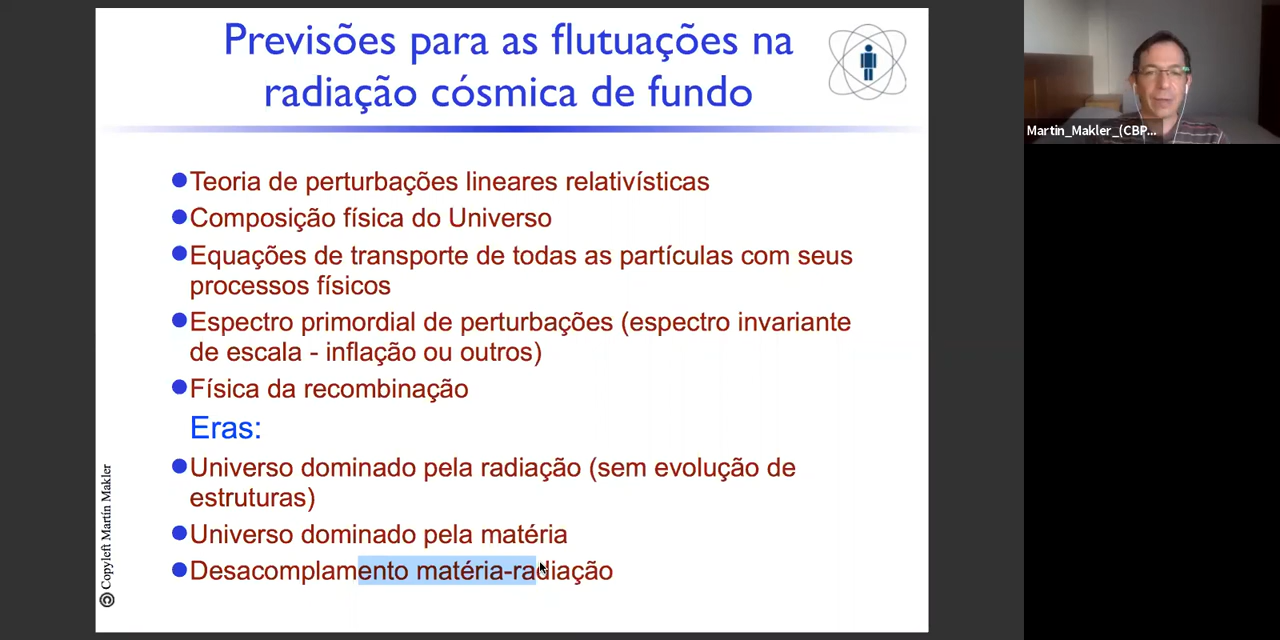 Previsões para as flutuações na
radiação cósmica de fundo
Martin_Makler_(CBP...
Teoria de perturbações lineares relativísticas
Composição física do Universo
Equações de transporte de todas as partículas com seus
processos físicos
Espectro primordial de perturbações (espectro invariante
de escala - inflação ou outros)
Física da recombinação
Eras:
Universo dominado pela radiação (sem evolução de
estruturas)
Universo dominado pela matéria
Desacomplamento matéria-radiação
Copyleft Martín Makler